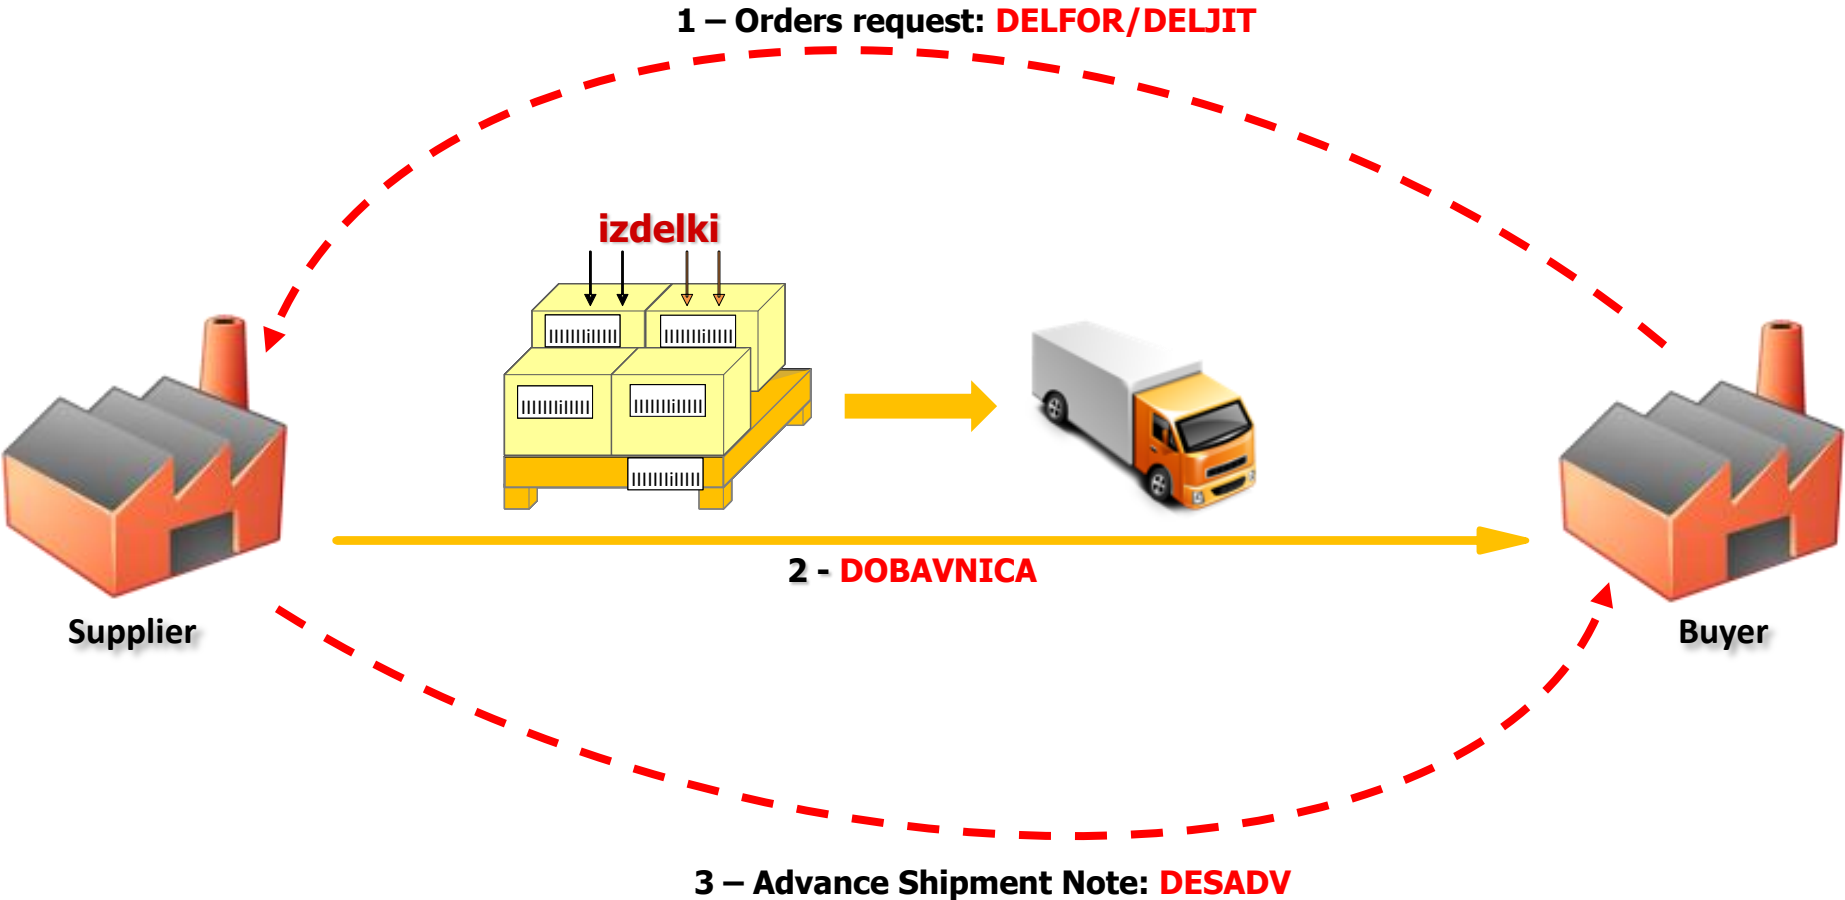 1 – Orders request: DELFOR/DELJIT
izdelki
2 - DOBAVNICA
Supplier
Buyer
3 – Advance Shipment Note: DESADV